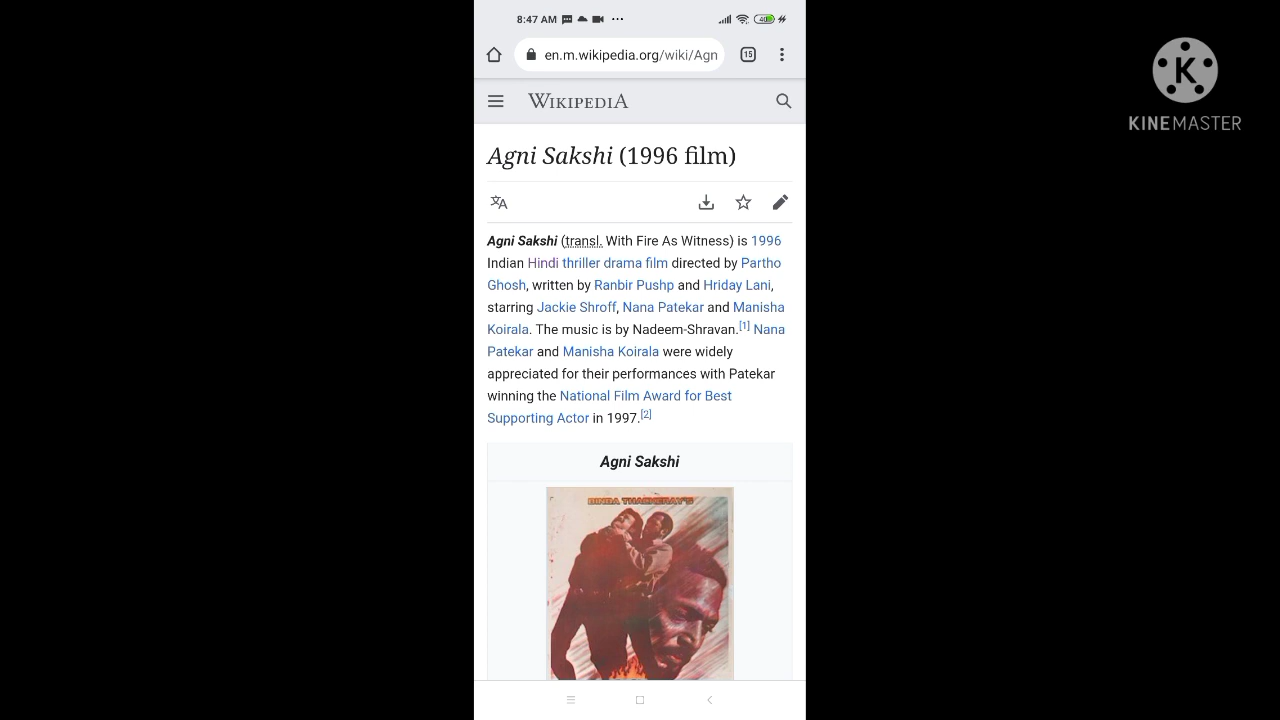 8:47 AM
40
en.m.wikipedia.org/wiki/Agn
15
WIKIPEDIA
Agni Sakshi (1996 film)
Agni Sakshi (transl. With Fire As Witness) is 1996
Indian Hindi thriller drama film directed by Partho
Ghosh, written by Ranbir Pushp and Hriday Lani,
starring Jackie Shroff, Nana Patekar and Manisha
Koirala. The music is by Nadeem-Shravan.[1] Nana
Patekar and Manisha Koirala were widely
appreciated for their performances with Patekar
winning the National Film Award for Best
Supporting Actor in 1997.[2]
Agni Sakshi
BINDA THACKERAY'S
K
KINEMASTER